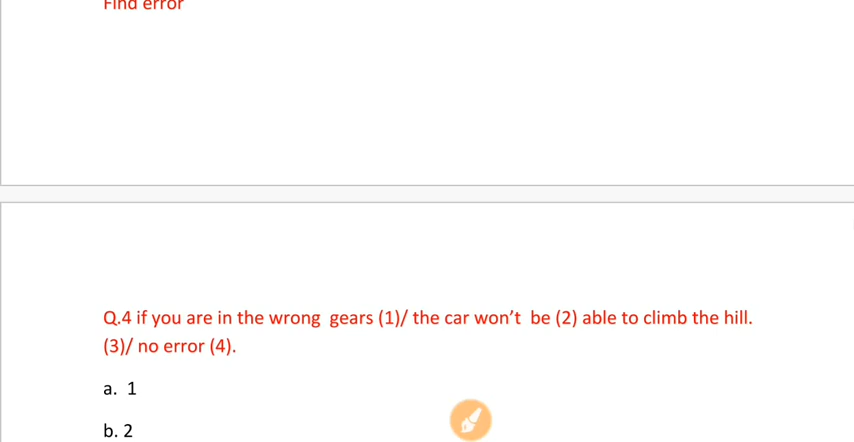 Find error
Q.4 if you are in the wrong gears (1)/ the car won’t be (2) able to climb the hill.
(3)/ no error (4).
a. 1
b. 2